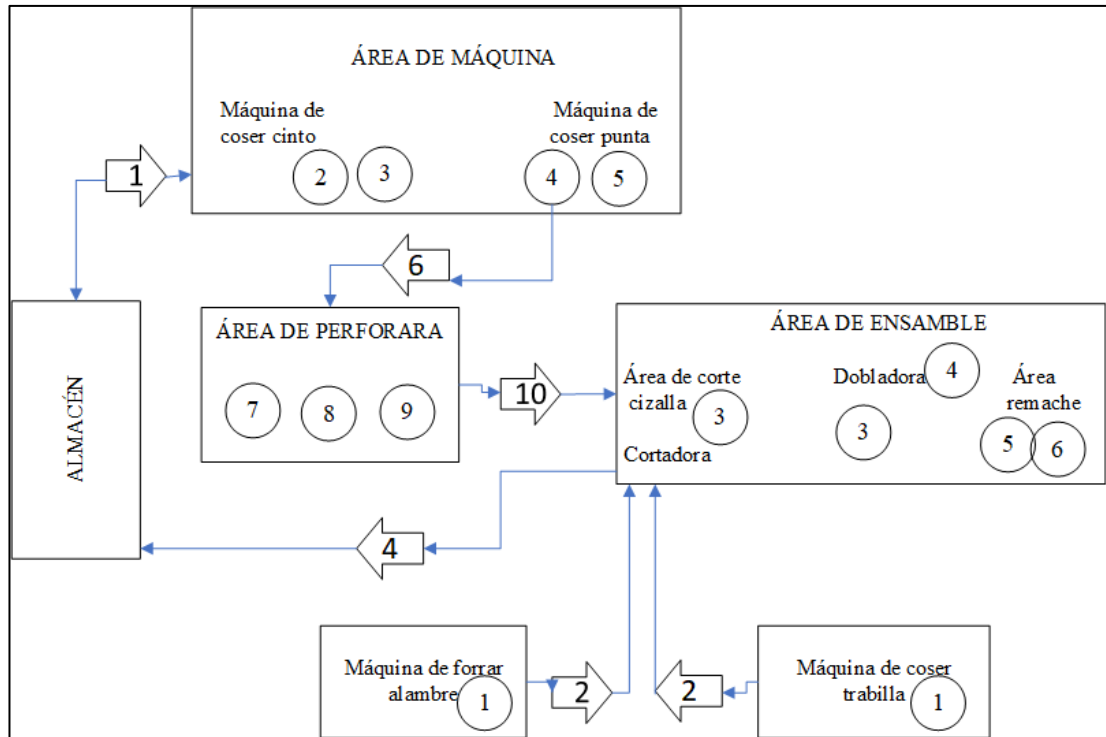 ÁREA DE MÁQUINA
Máquina de
coser cinto
2
3
Máquina de
coser punta
4
5
1
6
ALMACÉN
ÁREA DE PERFORARA
7
8
9
10
ÁREA DE ENSAMBLE
Área de corte
cizalla
3
Cortadora
Dobladora
4
3
Área
remache
5
6
4
Máquina de forrar
alambre
1
2
2
Máquina de coser
trabilla
1